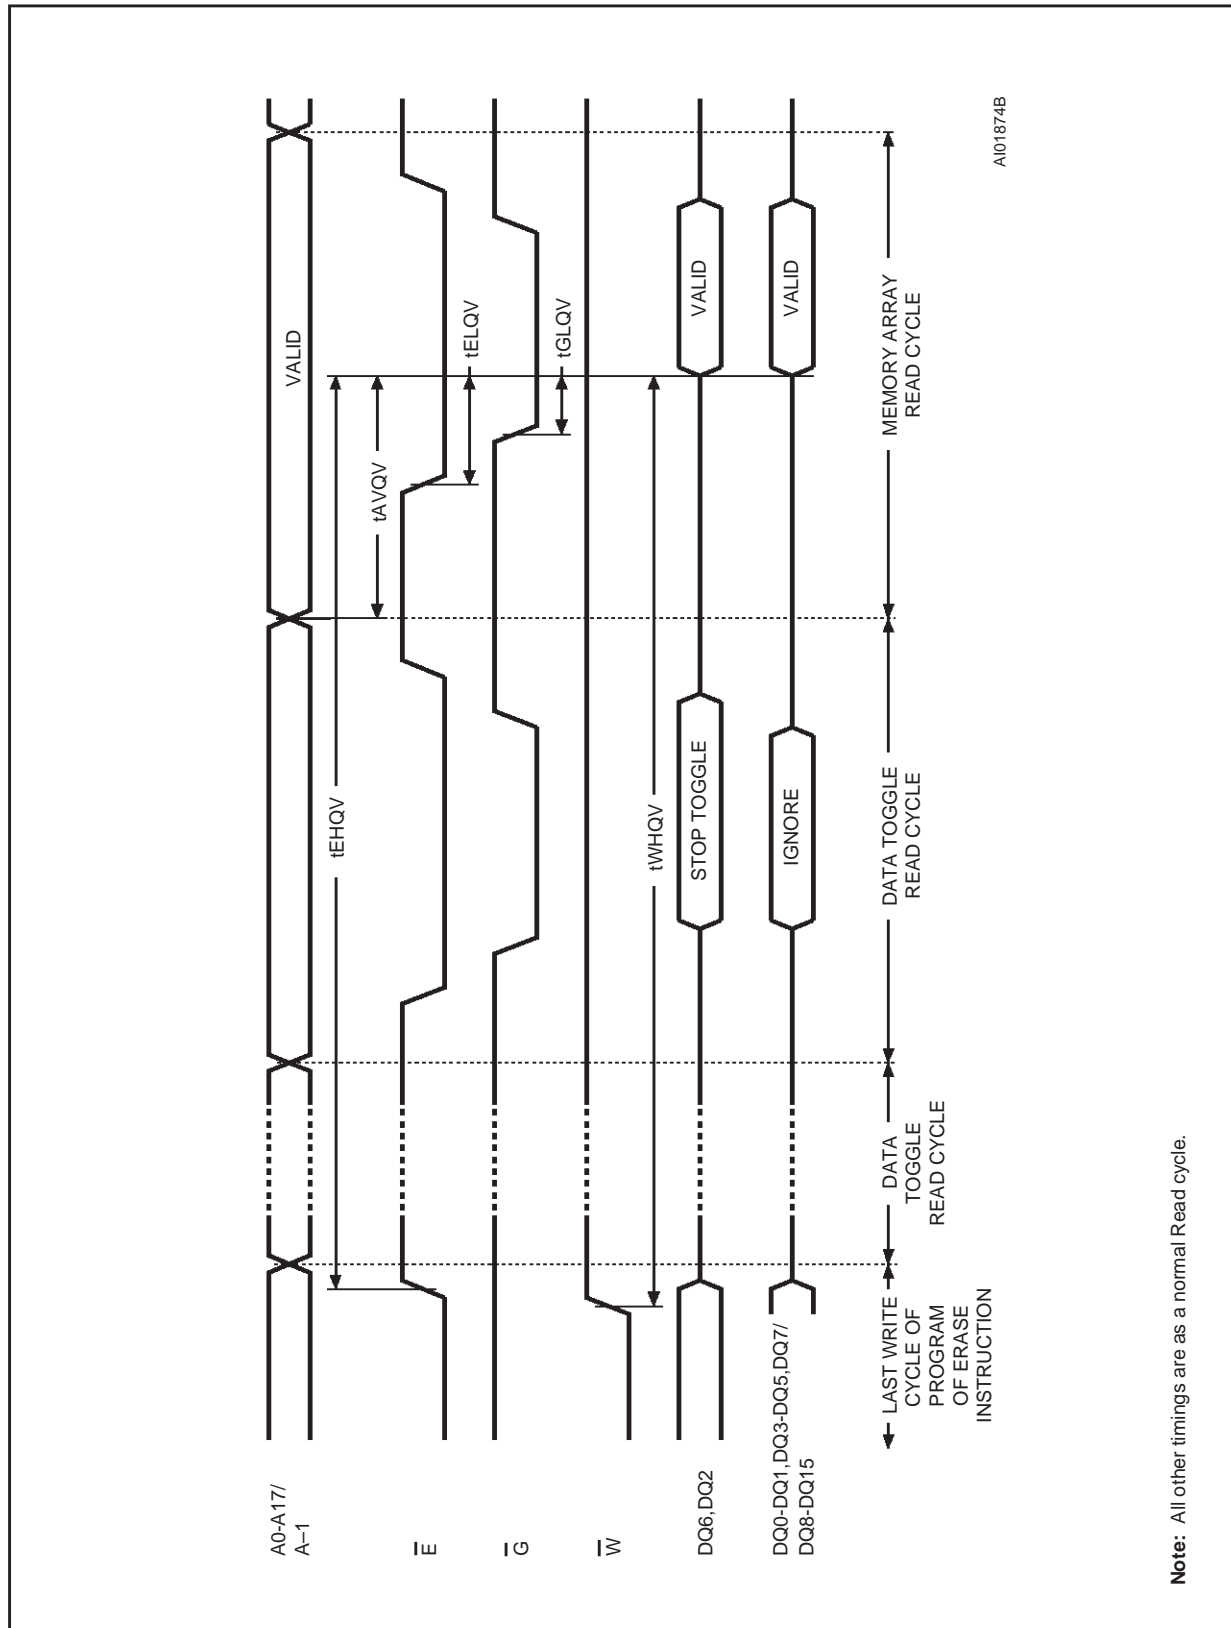 A0-A17/
A–1
VALID
tEHQV
tAVQV
E
tELQV
G
tGLQV
W
tWHQV
DQ6,DQ2
STOP TOGGLE
VALID
DQ0-DQ1,DQ3-DQ5,DQ7/
DQ8-DQ15
IGNORE
VALID
LAST WRITE
CYCLE OF
PROGRAM
OF ERASE
INSTRUCTION
DATA
TOGGLE
READ CYCLE
DATA TOGGLE
READ CYCLE
MEMORY ARRAY
READ CYCLE
AI01874B
Note: All other timings are as a normal Read cycle.